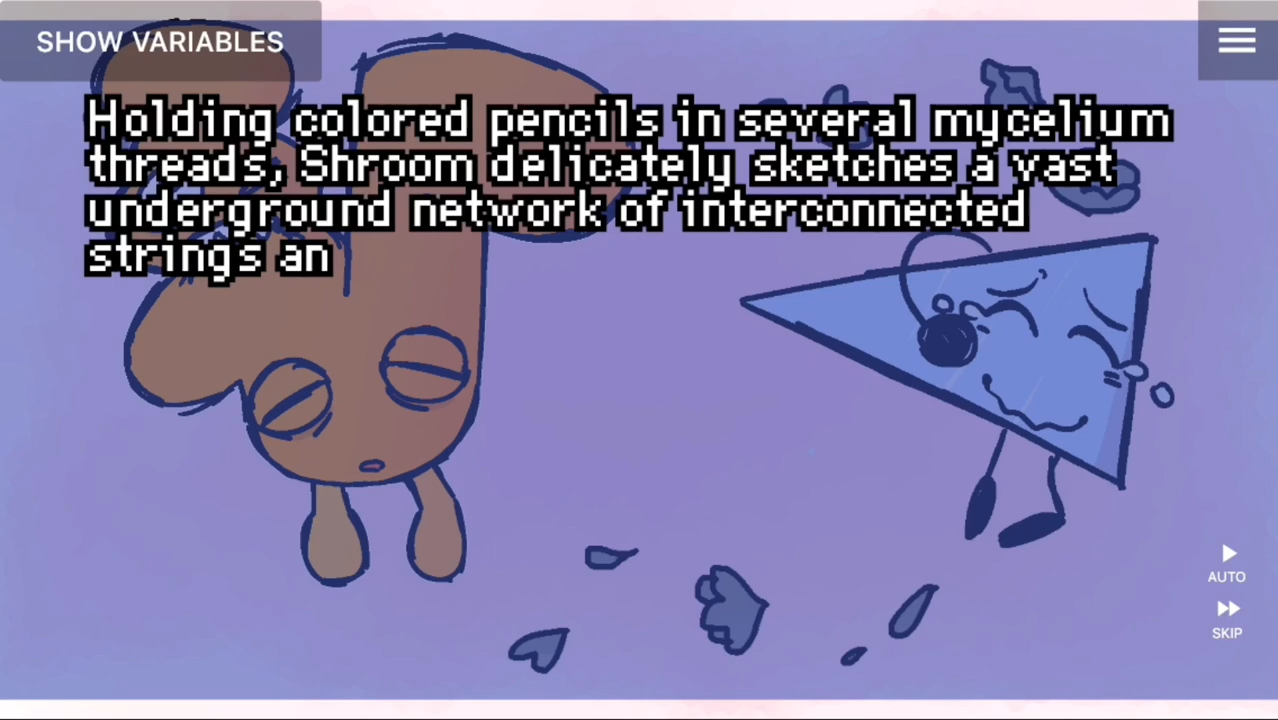 SHOW VARIABLES
Holding colored pencils in several mycelium
threads, Shroom delicately sketches a vast
underground network of interconnected
strings an
AUTO
SKIP